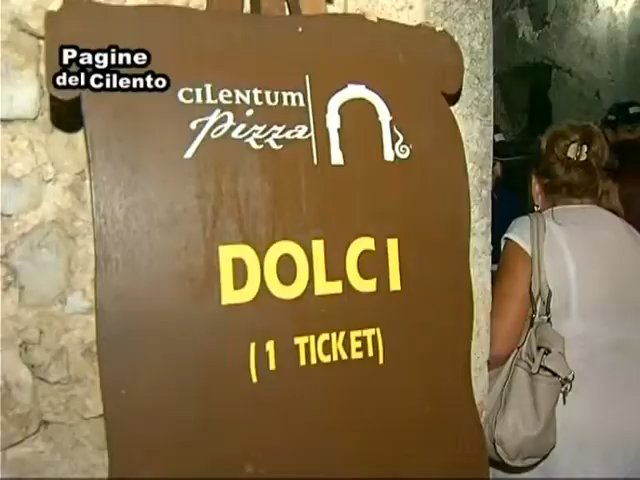 Pagine
del Cilento
CILENTUM
Pizza
DOLCI
(1 TICKET)